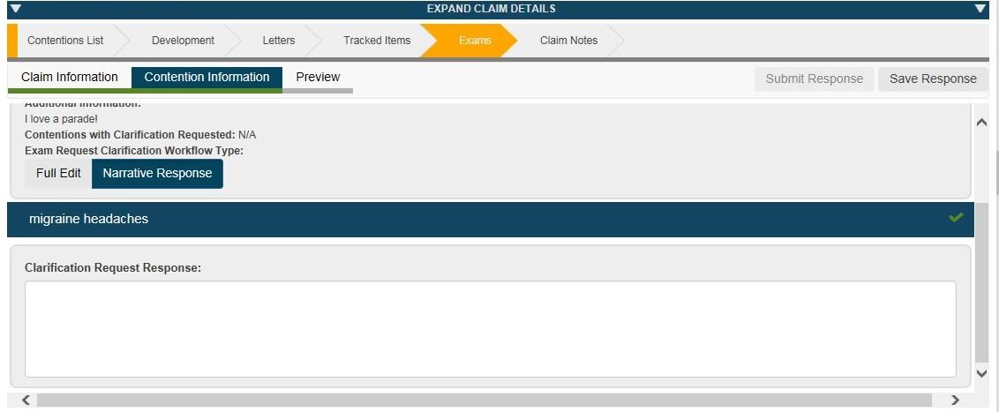 EXPAND CLAIM DETAILS
Contentions List Development Letters Tracked Items Exams Claim Notes
Claim Information Contention Information Preview Submit Response Save Response
Additional Information:
I love a parade!
Contentions with Clarification Requested: N/A
Exam Request Clarification Workflow Type:
Full Edit Narrative Response
migraine headaches
Clarification Request Response: